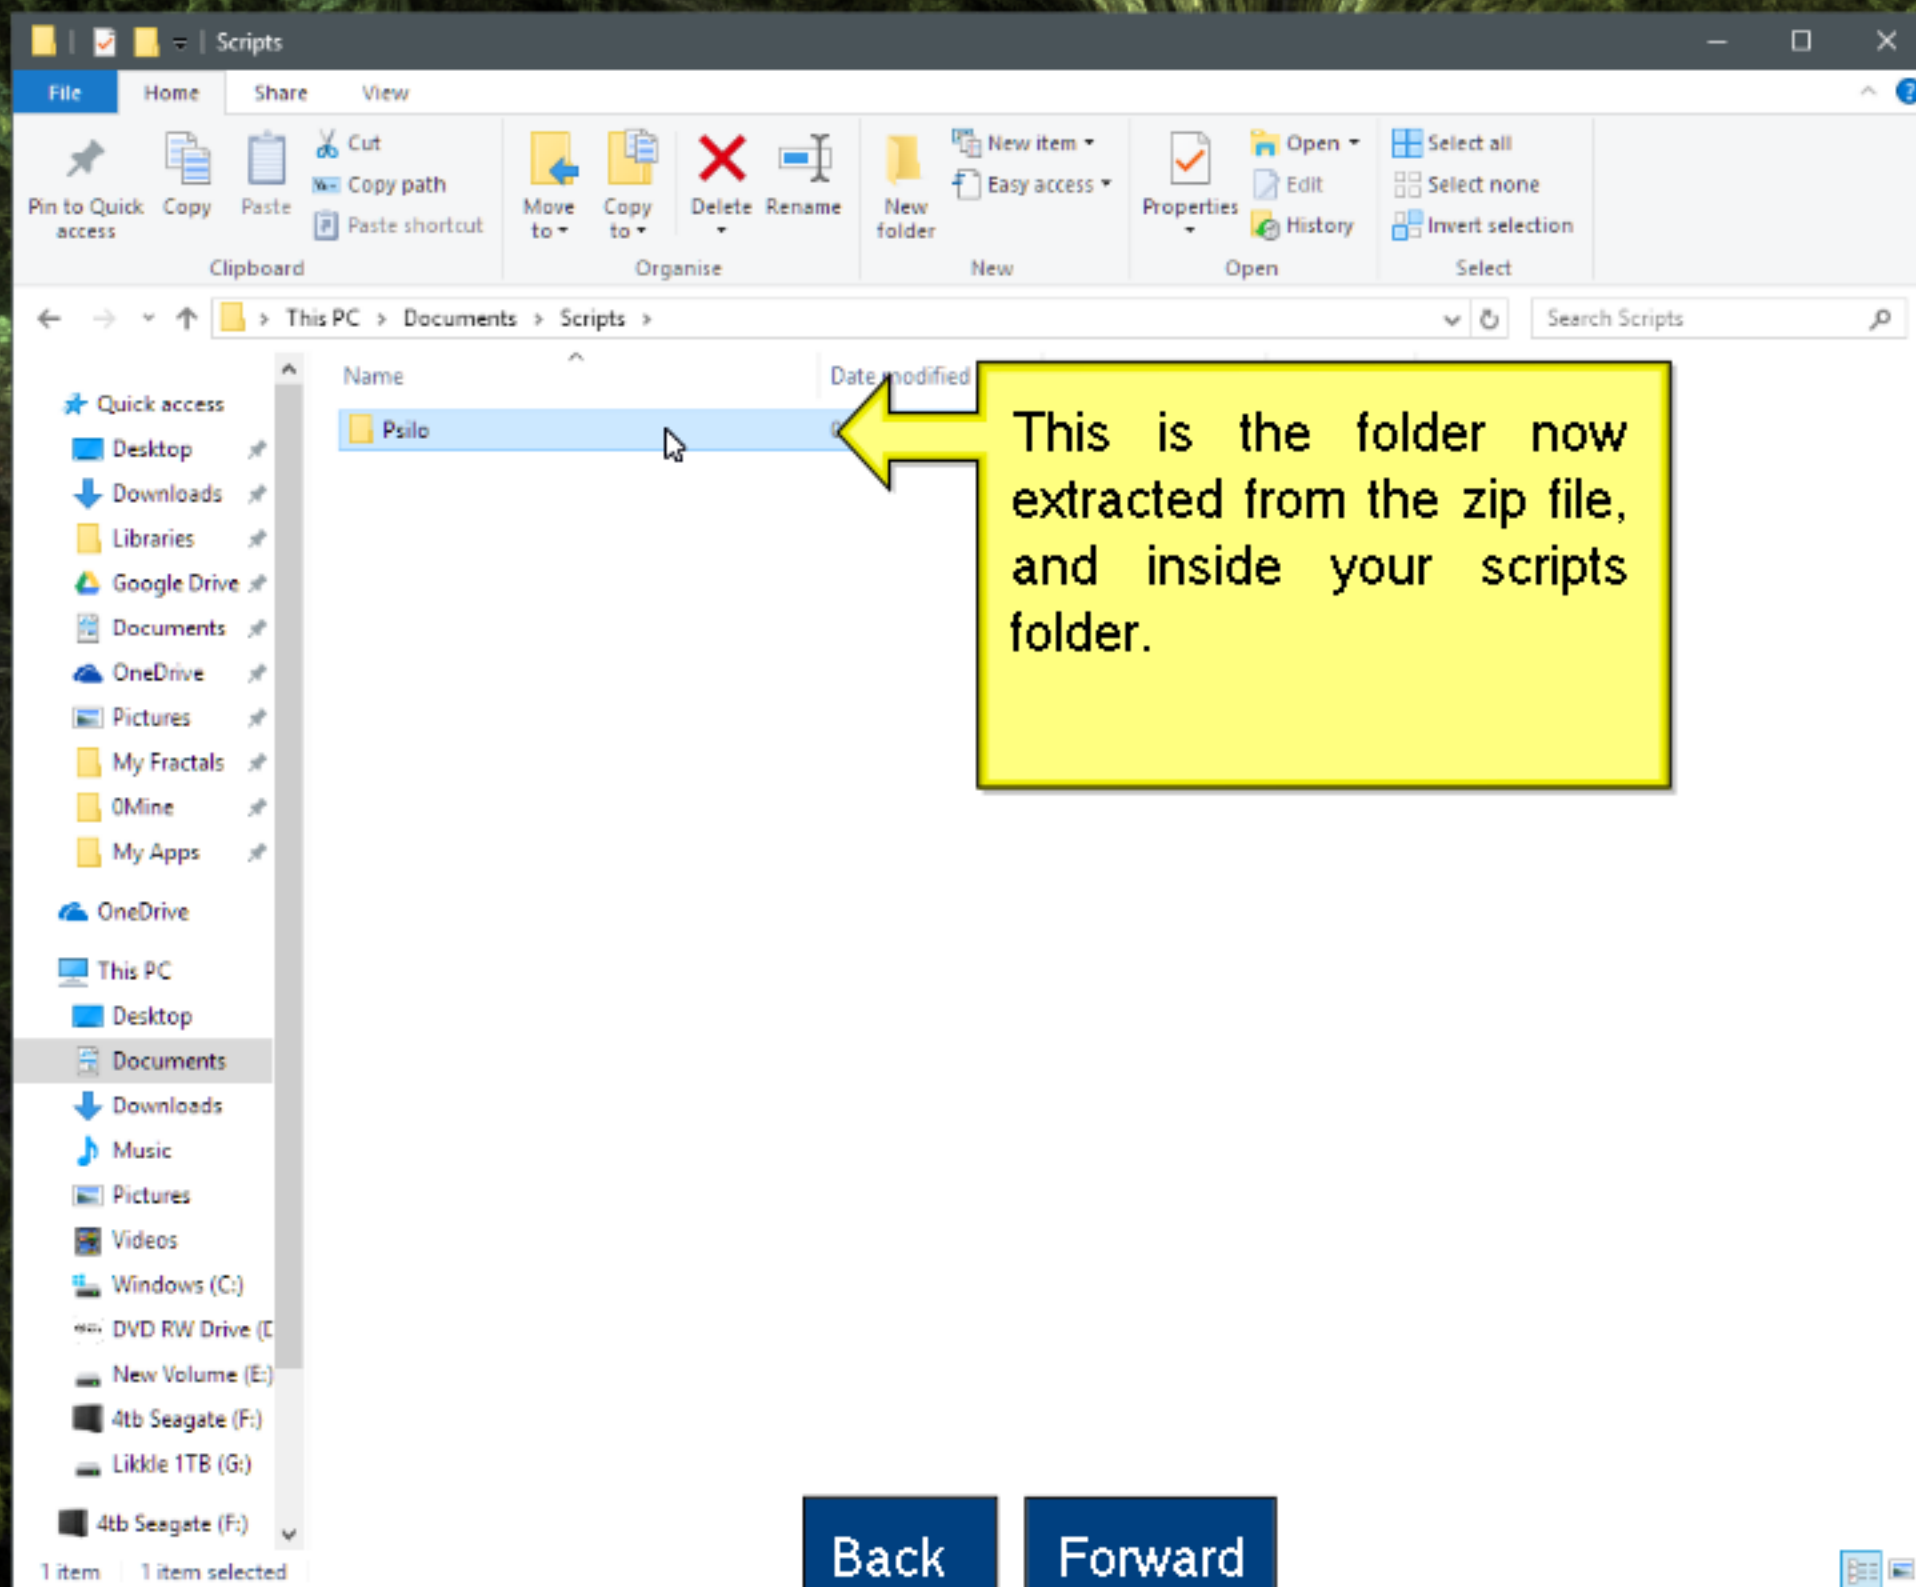 Scripts
File Home Share View
Pin to Quick access
Copy
Paste
Cut
Copy path
Paste shortcut
Clipboard
Move to
Copy to
Delete
Rename
Organise
New folder
New item
Easy access
New
Properties
Open
Edit
History
Open
Select all
Select none
Invert selection
Select
This PC > Documents > Scripts >
Search Scripts
Name
Date modified
Psilo
This is the folder now
extracted from the zip file,
and inside your scripts
folder.
Quick access
Desktop
Downloads
Libraries
Google Drive
Documents
OneDrive
Pictures
My Fractals
0Mine
My Apps
OneDrive
This PC
Desktop
Documents
Downloads
Music
Pictures
Videos
Windows (C:)
DVD RW Drive (D
New Volume (E:)
4tb Seagate (F:)
Likkle 1TB (G:)
4tb Seagate (F:)
1 item 1 item selected
Back
Forward